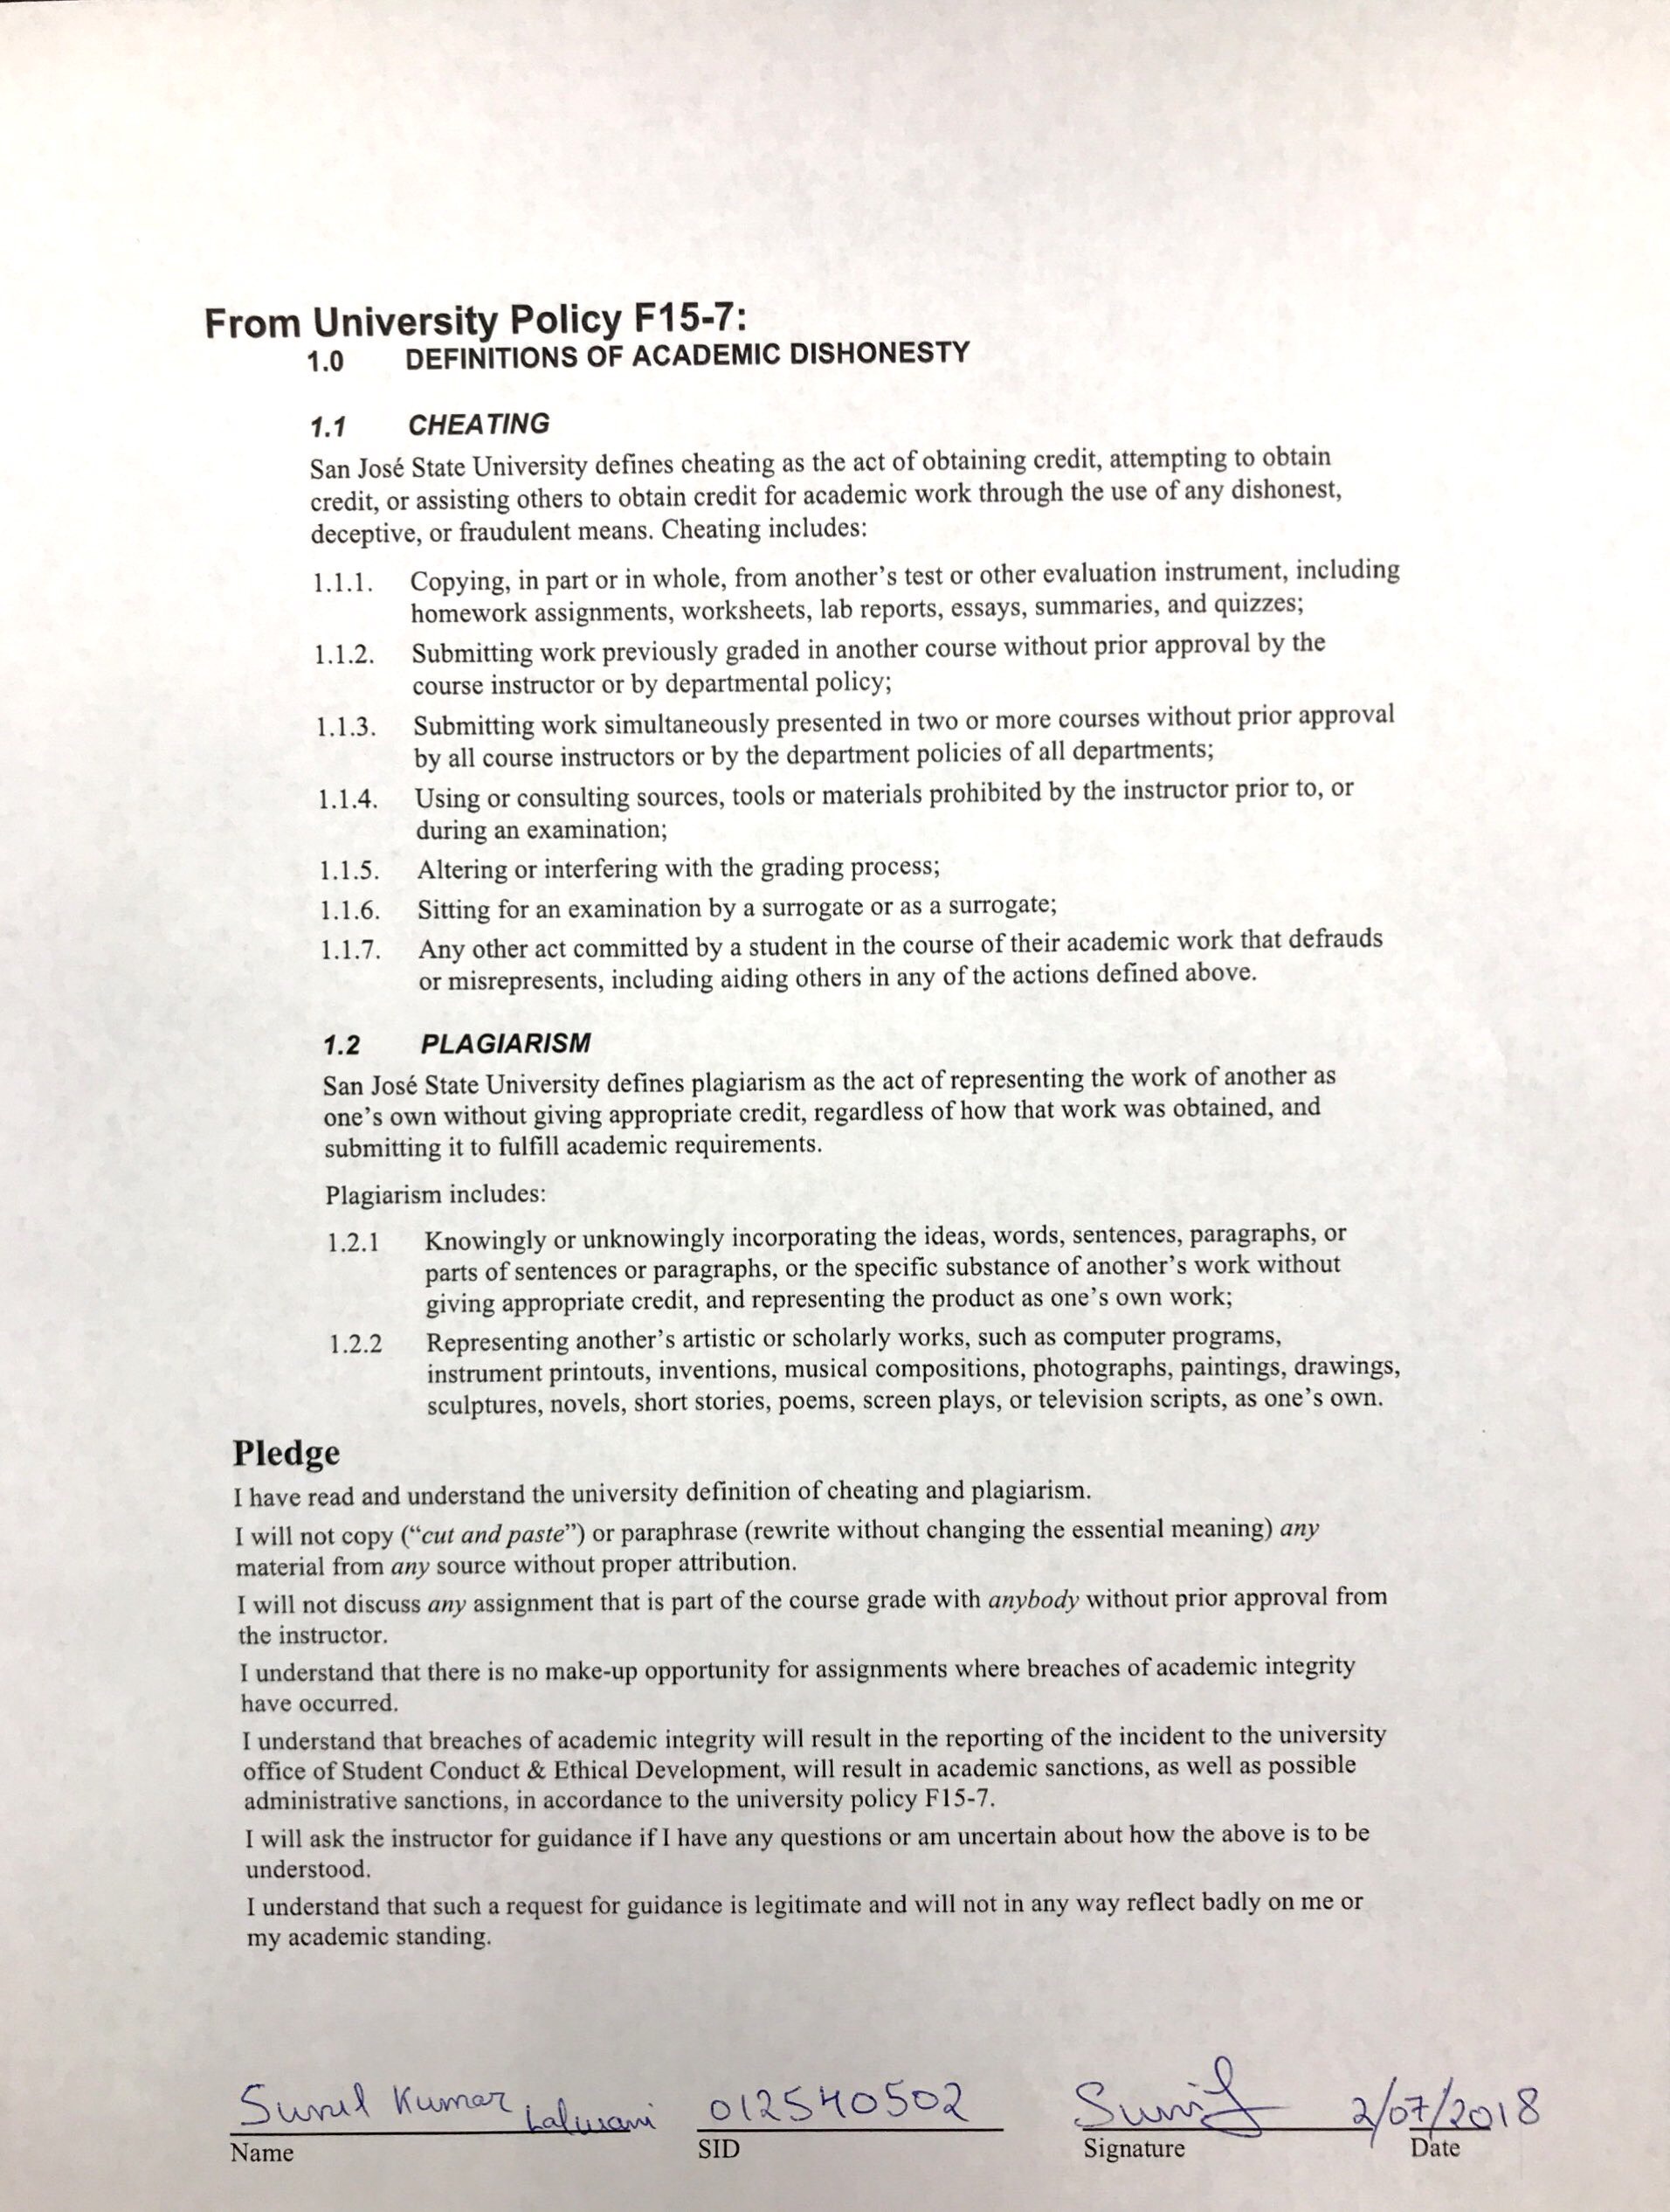 From University Policy F15-7:
1.0 DEFINITIONS OF ACADEMIC DISHONESTY
1.1 CHEATING
San José State University defines cheating as the act of obtaining credit, attempting to obtain
credit, or assisting others to obtain credit for academic work through the use of any dishonest,
deceptive, or fraudulent means. Cheating includes:
1.1.1. Copying, in part or in whole, from another's test or other evaluation instrument, including
homework assignments, worksheets, lab reports, essays, summaries, and quizzes;
1.1.2. Submitting work previously graded in another course without prior approval by the
course instructor or by departmental policy;
1.1.3. Submitting work simultaneously presented in two or more courses without prior approval
by all course instructors or by the department policies of all departments;
1.1.4. Using or consulting sources, tools or materials prohibited by the instructor prior to, or
during an examination;
1.1.5. Altering or interfering with the grading process;
1.1.6. Sitting for an examination by a surrogate or as a surrogate;
1.1.7. Any other act committed by a student in the course of their academic work that defrauds
or misrepresents, including aiding others in any of the actions defined above.
1.2 PLAGIARISM
San José State University defines plagiarism as the act of representing the work of another as
one's own without giving appropriate credit, regardless of how that work was obtained, and
submitting it to fulfill academic requirements.
Plagiarism includes:
1.2.1 Knowingly or unknowingly incorporating the ideas, words, sentences, paragraphs, or
parts of sentences or paragraphs, or the specific substance of another's work without
giving appropriate credit, and representing the product as one's own work;
1.2.2 Representing another's artistic or scholarly works, such as computer programs,
instrument printouts, inventions, musical compositions, photographs, paintings, drawings,
sculptures, novels, short stories, poems, screen plays, or television scripts, as one's own.
Pledge
I have read and understand the university definition of cheating and plagiarism.
I will not copy ("cut and paste") or paraphrase (rewrite without changing the essential meaning) any
material from any source without proper attribution.
I will not discuss any assignment that is part of the course grade with anybody without prior approval from
the instructor.
I understand that there is no make-up opportunity for assignments where breaches of academic integrity
have occurred.
I understand that breaches of academic integrity will result in the reporting of the incident to the university
office of Student Conduct & Ethical Development, will result in academic sanctions, as well as possible
administrative sanctions, in accordance to the university policy F15-7.
I will ask the instructor for guidance if I have any questions or am uncertain about how the above is to be
understood.
I understand that such a request for guidance is legitimate and will not in any way reflect badly on me or
my academic standing.
Sunil Kumar Lalwani 012540502 Sunil 2/07/2018
Name SID Signature Date